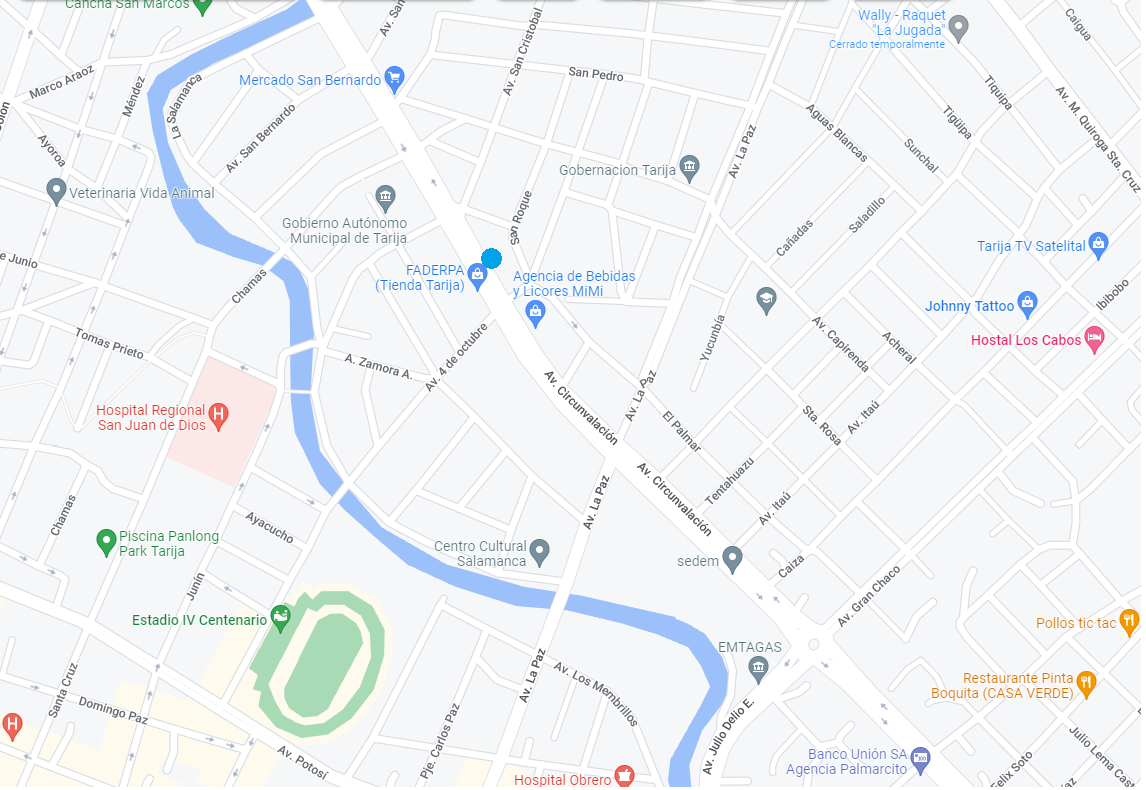 Cancha San Marcos
Av. San
Wally - Raquet
"La Jugada"
Cerrado temporalmente
Caigua
Marco Araoz
Méndez
La Salamanca
Mercado San Bernardo
Av. San Cristobal
San Pedro
Tiquipa
Av. M. Quiroga Sta. Cruz
Colon
Ayoroa
Av. San Bernardo
Av. La Paz
Aguas Blancas
Tigüipa
Sunchal
Gobernacion Tarija
Veterinaria Vida Animal
Gobierno Autónomo
Municipal de Tarija
San Roque
Cañadas
Saladillo
Tarija TV Satelital
e Junio
Chamas
FADERPA
(Tienda Tarija)
Agencia de Bebidas
y Licores MiMi
Johnny Tattoo
Ibibobo
Tomas Prieto
A. Zamora A.
Av. 4 de octubre
Yucunbía
Av. Capirenda
Acheral
Hostal Los Cabos
Hospital Regional
San Juan de Dios
Av. Circunvalación
Av. La Paz
El Palmar
Sta. Rosa
Av. Itaú
Chamas
Ayacucho
Av. La Paz
Av. Circunvalación
Tentahuazu
Av. Itaú
Piscina Panlong
Park Tarija
Centro Cultural
Salamanca
sedem
Caiza
Av. Gran Chaco
Junín
Estadio IV Centenario
Pollos tic tac
EMTAGAS
Santa Cruz
Av. La Paz
Av. Los Membrillos
Restaurante Pinta
Boquita (CASA VERDE)
Domingo Paz
Pje. Carlos Paz
Av. Julio Delio E.
Av. Potosí
Hospital Obrero
Banco Unión SA
Agencia Palmarcito
Felix Soto
Julio Lema Cast